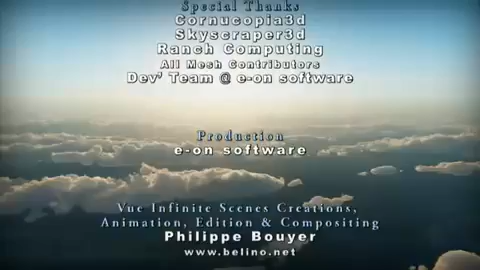 Special Thanks
Cornucopia3d
Skyscraper3d
Ranch Computing
All Mesh Contributors
Dev' Team @ e-on software
Production
e-on software
Vue Infinite Scenes Creations,
Animation, Edition & Compositing
Philippe Bouyer
www.belino.net